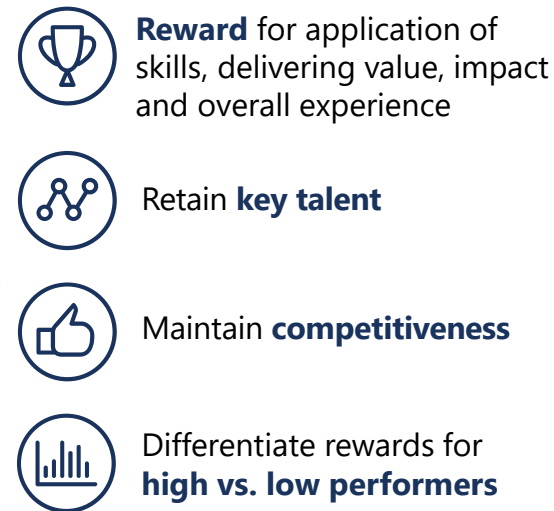 Reward for application of
skills, delivering value, impact
and overall experience
Retain key talent
Maintain competitiveness
Differentiate rewards for
high vs. low performers